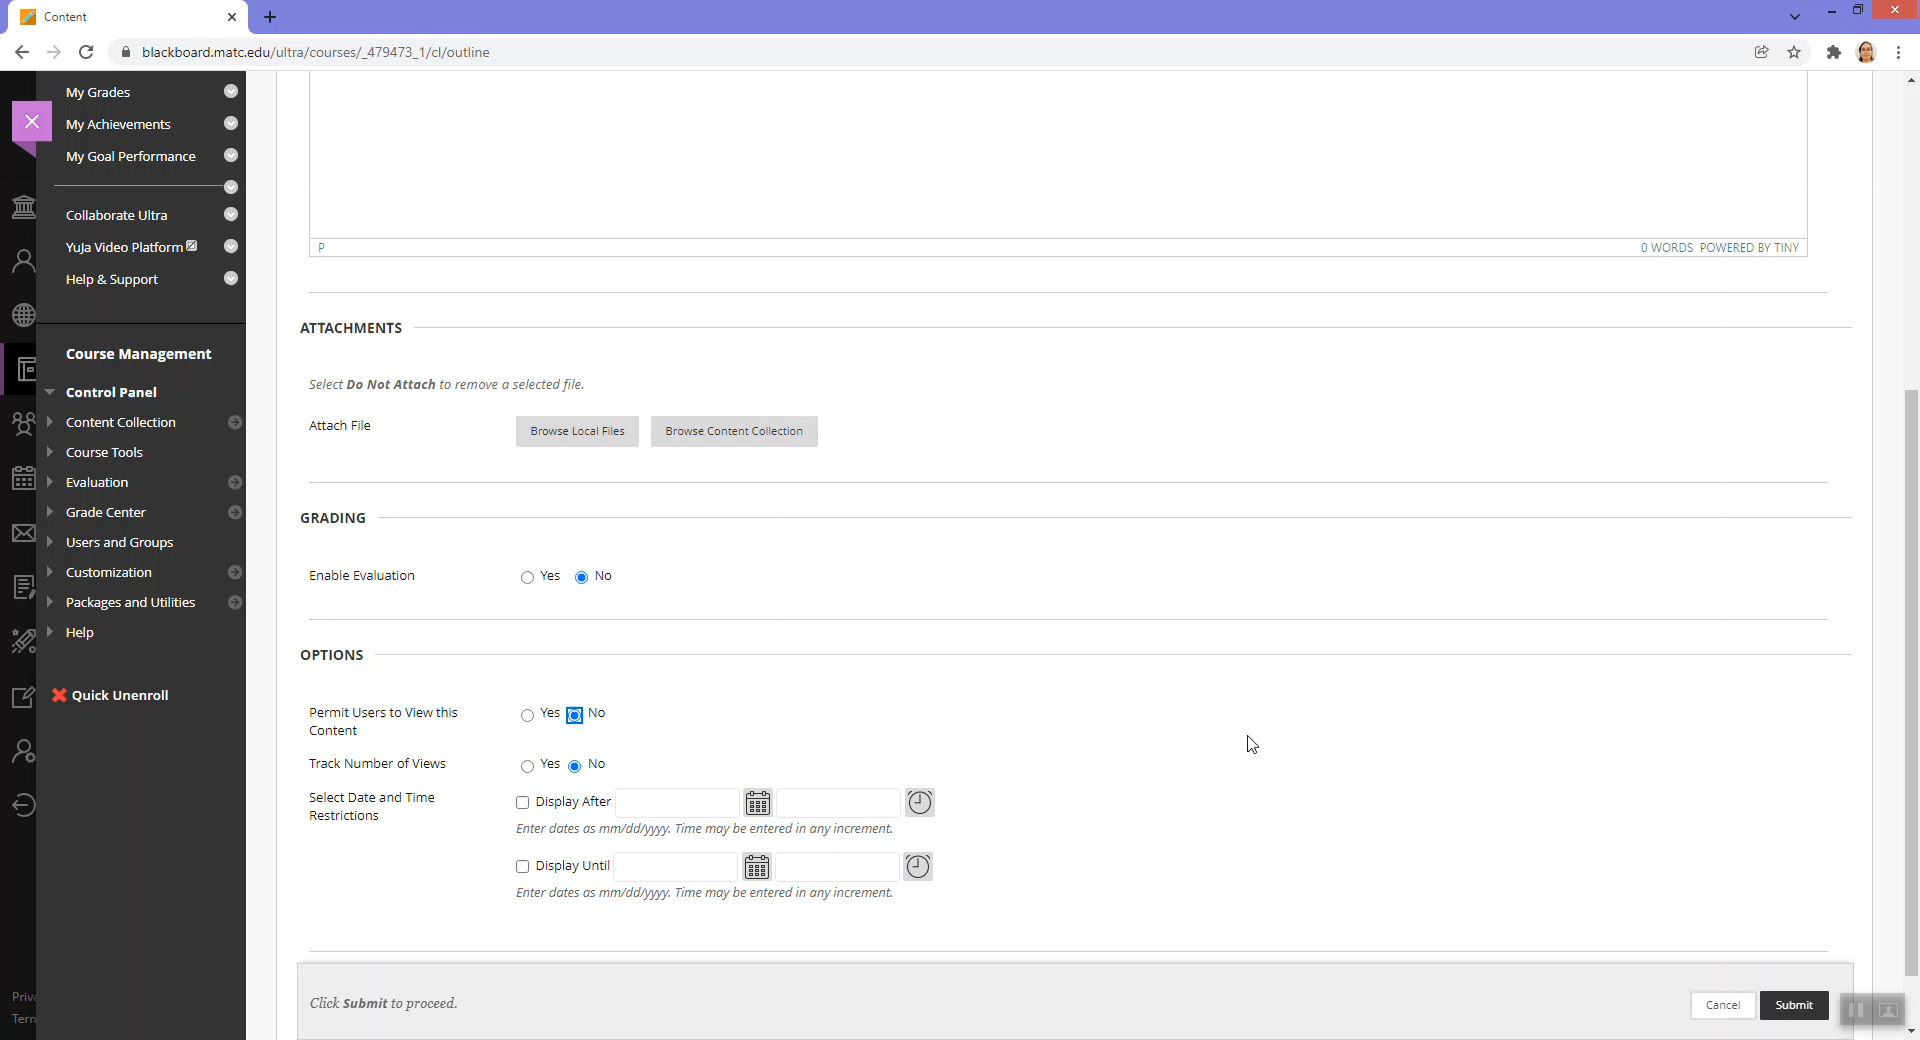 Content
blackboard.matc.edu/ultra/courses/_479473_1/cl/outline
My Grades
My Achievements
My Goal Performance
Collaborate Ultra
YuJa Video Platform
Help & Support
Course Management
Control Panel
Content Collection
Course Tools
Evaluation
Grade Center
Users and Groups
Customization
Packages and Utilities
Help
Quick Unenroll
Priva
Term
P
0 WORDS POWERED BY TINY
ATTACHMENTS
Select Do Not Attach to remove a selected file.
Attach File
Browse Local Files
Browse Content Collection
GRADING
Enable Evaluation
Yes No
OPTIONS
Permit Users to View this
Content
Yes No
Track Number of Views
Yes No
Select Date and Time
Restrictions
Display After
Enter dates as mm/dd/yyyy. Time may be entered in any increment.
Display Until
Enter dates as mm/dd/yyyy. Time may be entered in any increment.
Click Submit to proceed.
Cancel
Submit